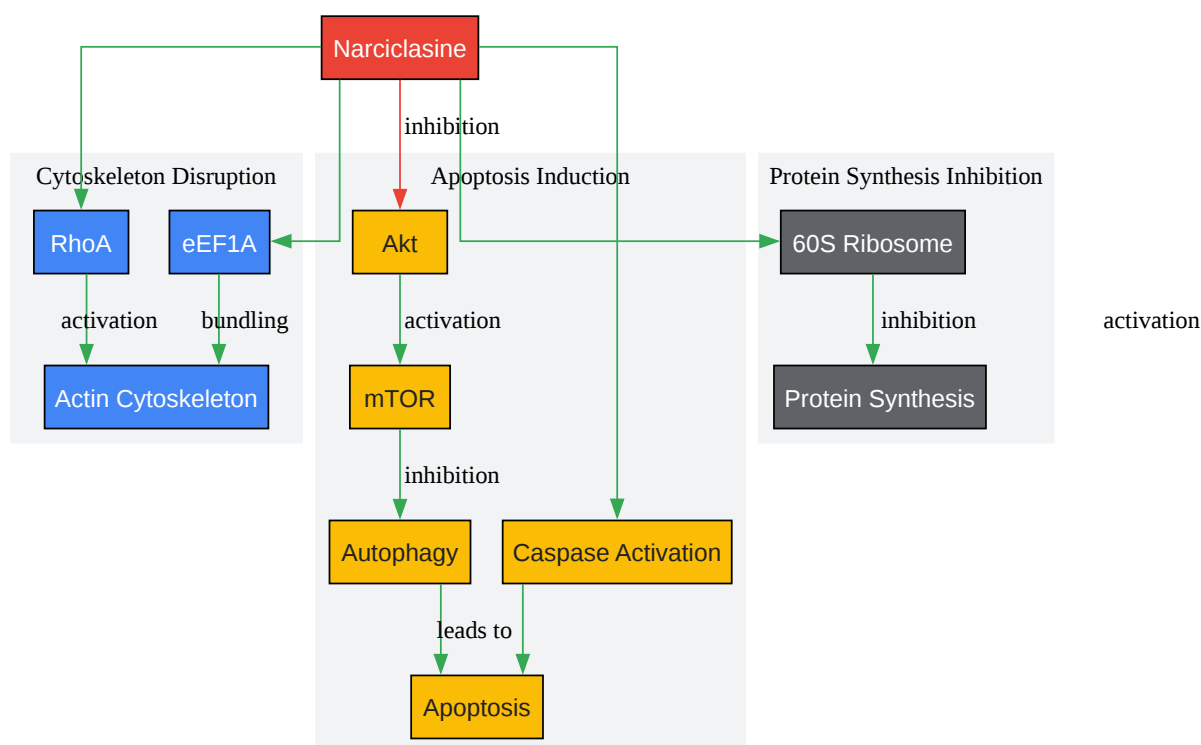 Narciclasine
inhibition
Cytoskeleton Disruption
Apoptosis Induction
Protein Synthesis Inhibition
RhoA
eEF1A
Akt
60S Ribosome
activation
bundling
activation
inhibition
activation
Actin Cytoskeleton
mTOR
Protein Synthesis
inhibition
Autophagy
Caspase Activation
leads to
Apoptosis